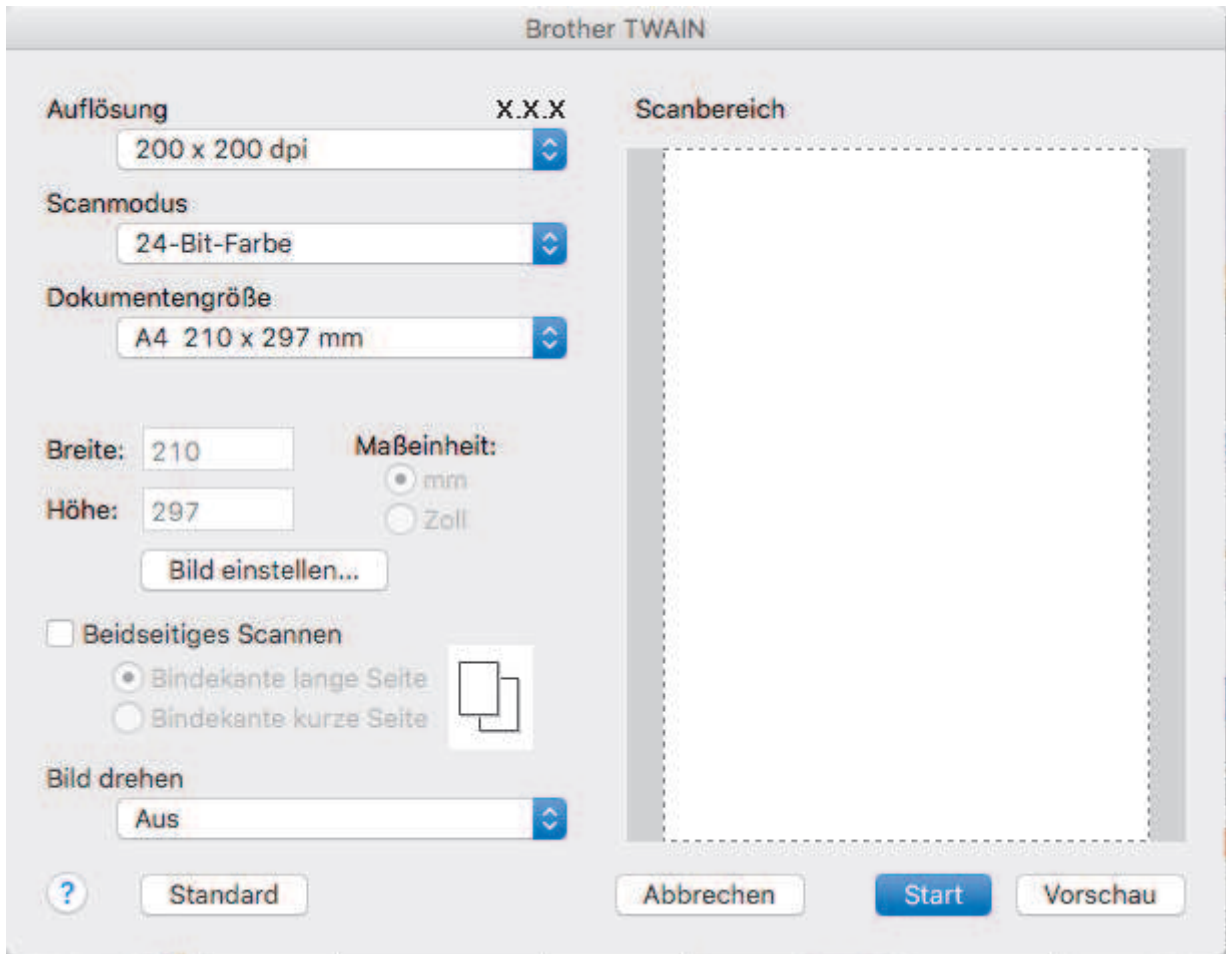 Brother TWAIN
Auflösung X.X.X
200 x 200 dpi
Scanmodus
24-Bit-Farbe
Dokumentengröße
A4 210 x 297 mm
Breite: 210
Maßeinheit:
mm
Höhe: 297
Zoll
Bild einstellen...
Beidseitiges Scannen
Bindekante lange Seite
Bindekante kurze Seite
Bild drehen
Aus
? Standard
Scanbereich
Abbrechen Start Vorschau